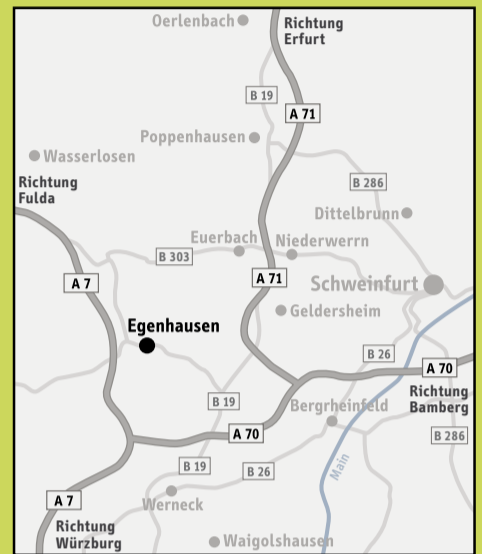 Oerlenbach
Richtung
Erfurt
B 19
A 71
Poppenhausen
Wasserlosen
Richtung
Fulda
B 286
Dittelbrunn
Euerbach
Niederwerrn
B 303
A 7
A 71
Schweinfurt
Geldersheim
Egenhausen
B 26
A 70
Richtung
Bamberg
B 19
Bergrheinfeld
A 70
B 286
B 19
B 26
Main
A 7
Werneck
Richtung
Würzburg
Waigolshausen